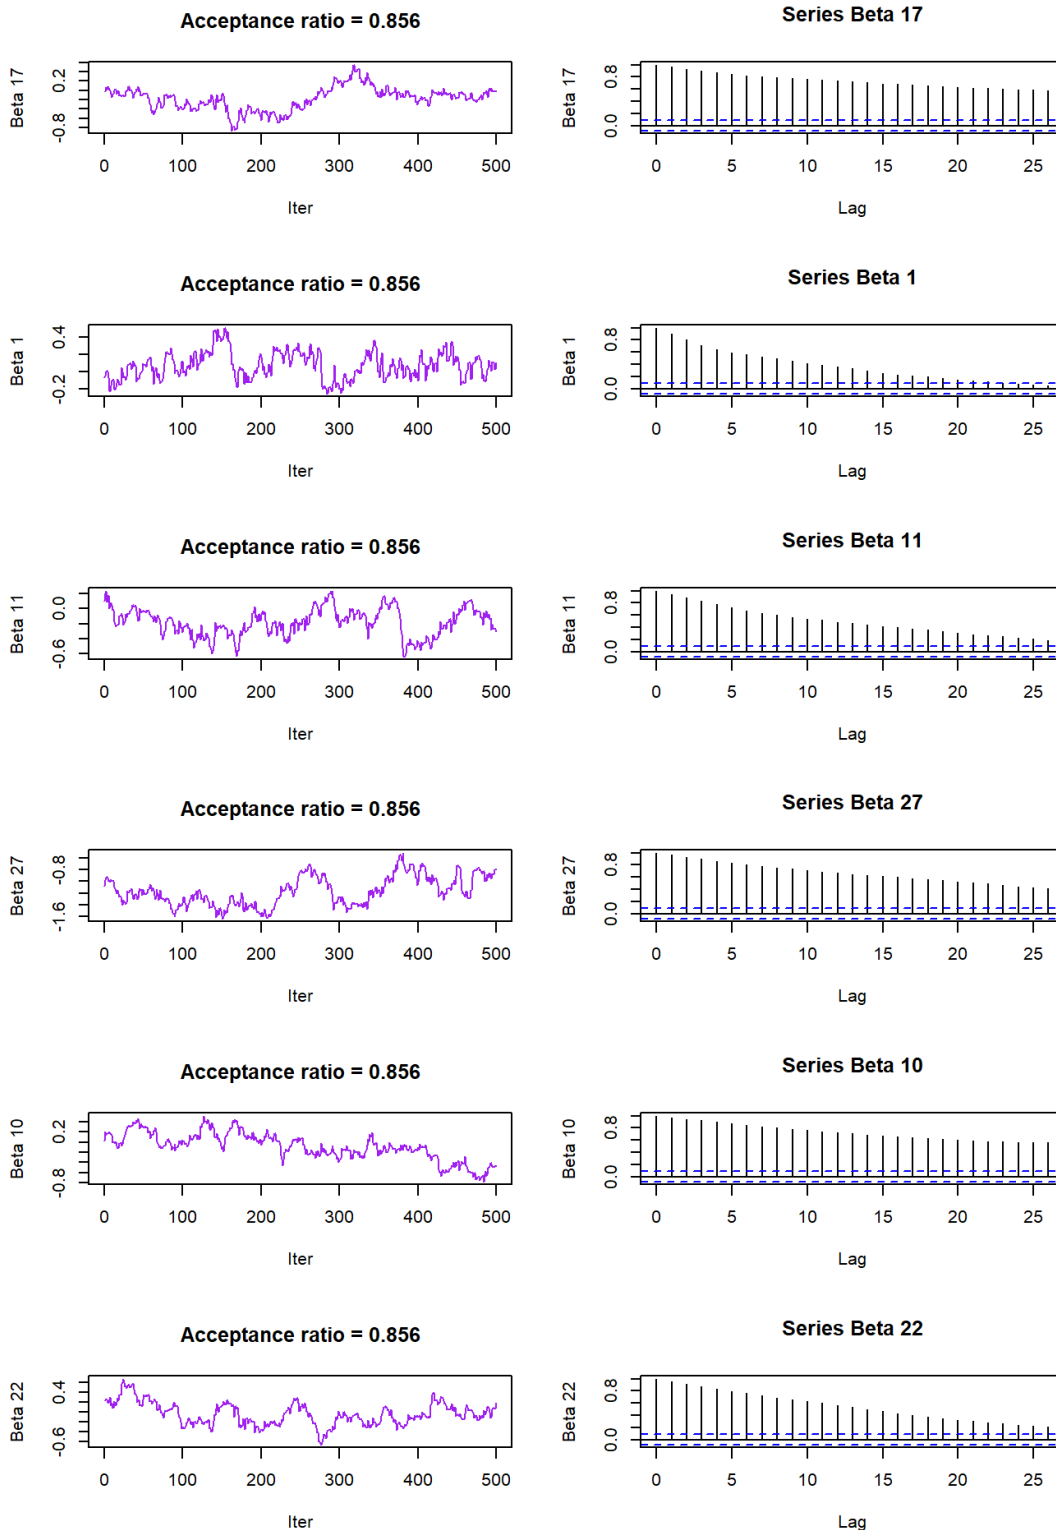 Acceptance ratio = 0.856
Beta 17
0.2
-0.8
0 100 200 300 400 500
Iter
Series Beta 17
Beta 17
0.8
0.0
0 5 10 15 20 25
Lag
Acceptance ratio = 0.856
Beta 1
0.4
-0.2
0 100 200 300 400 500
Iter
Series Beta 1
Beta 1
0.8
0.0
0 5 10 15 20 25
Lag
Acceptance ratio = 0.856
Beta 11
0.0
-0.6
0 100 200 300 400 500
Iter
Series Beta 11
Beta 11
0.8
0.0
0 5 10 15 20 25
Lag
Acceptance ratio = 0.856
Beta 27
-0.8
-1.6
0 100 200 300 400 500
Iter
Series Beta 27
Beta 27
0.8
0.0
0 5 10 15 20 25
Lag
Acceptance ratio = 0.856
Beta 10
0.2
-0.8
0 100 200 300 400 500
Iter
Series Beta 10
Beta 10
0.8
0.0
0 5 10 15 20 25
Lag
Acceptance ratio = 0.856
Beta 22
0.4
-0.6
0 100 200 300 400 500
Iter
Series Beta 22
Beta 22
0.8
0.0
0 5 10 15 20 25
Lag